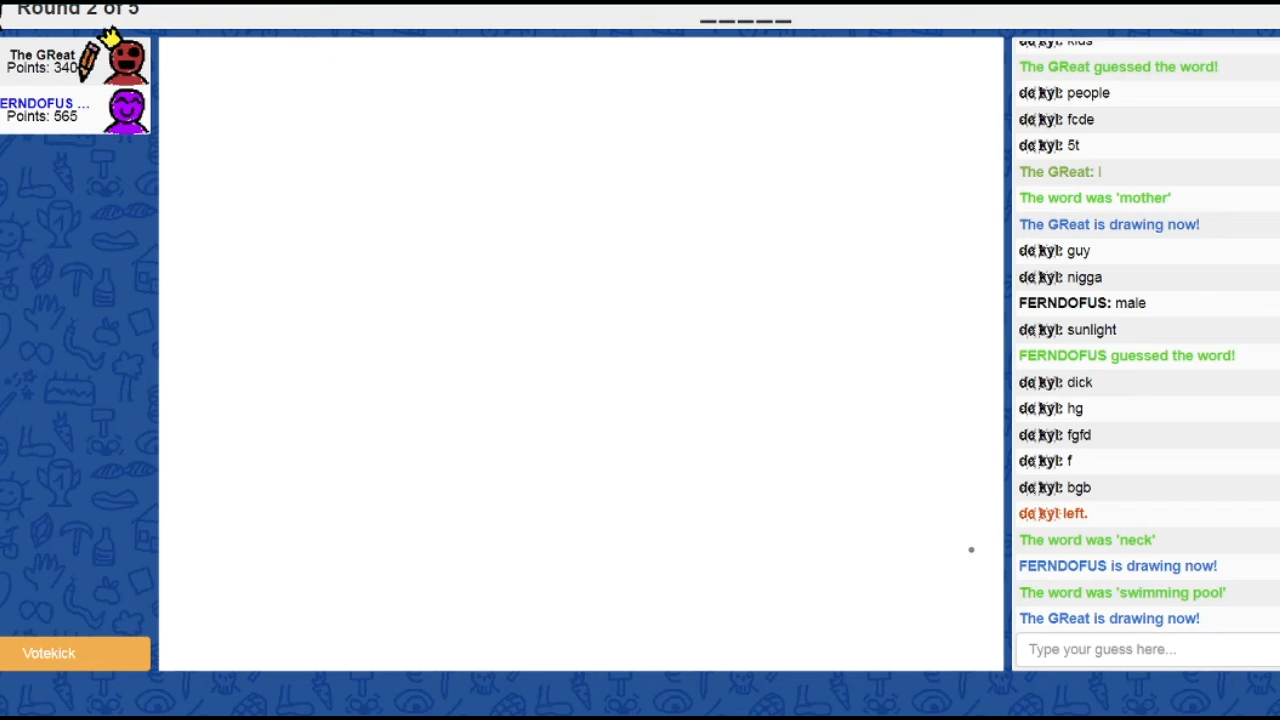 Round 2 of 5
_ _ _ _ _
The GReat
Points: 340
ERNDOFUS ...
Points: 565
Votekick
kids
The GReat guessed the word!
people
fcde
5t
The GReat: I
The word was 'mother'
The GReat is drawing now!
guy
nigga
FERNDOFUS: male
sunlight
FERNDOFUS guessed the word!
dick
hg
fgfd
f
bgb
left.
The word was 'neck'
FERNDOFUS is drawing now!
The word was 'swimming pool'
The GReat is drawing now!
Type your guess here...